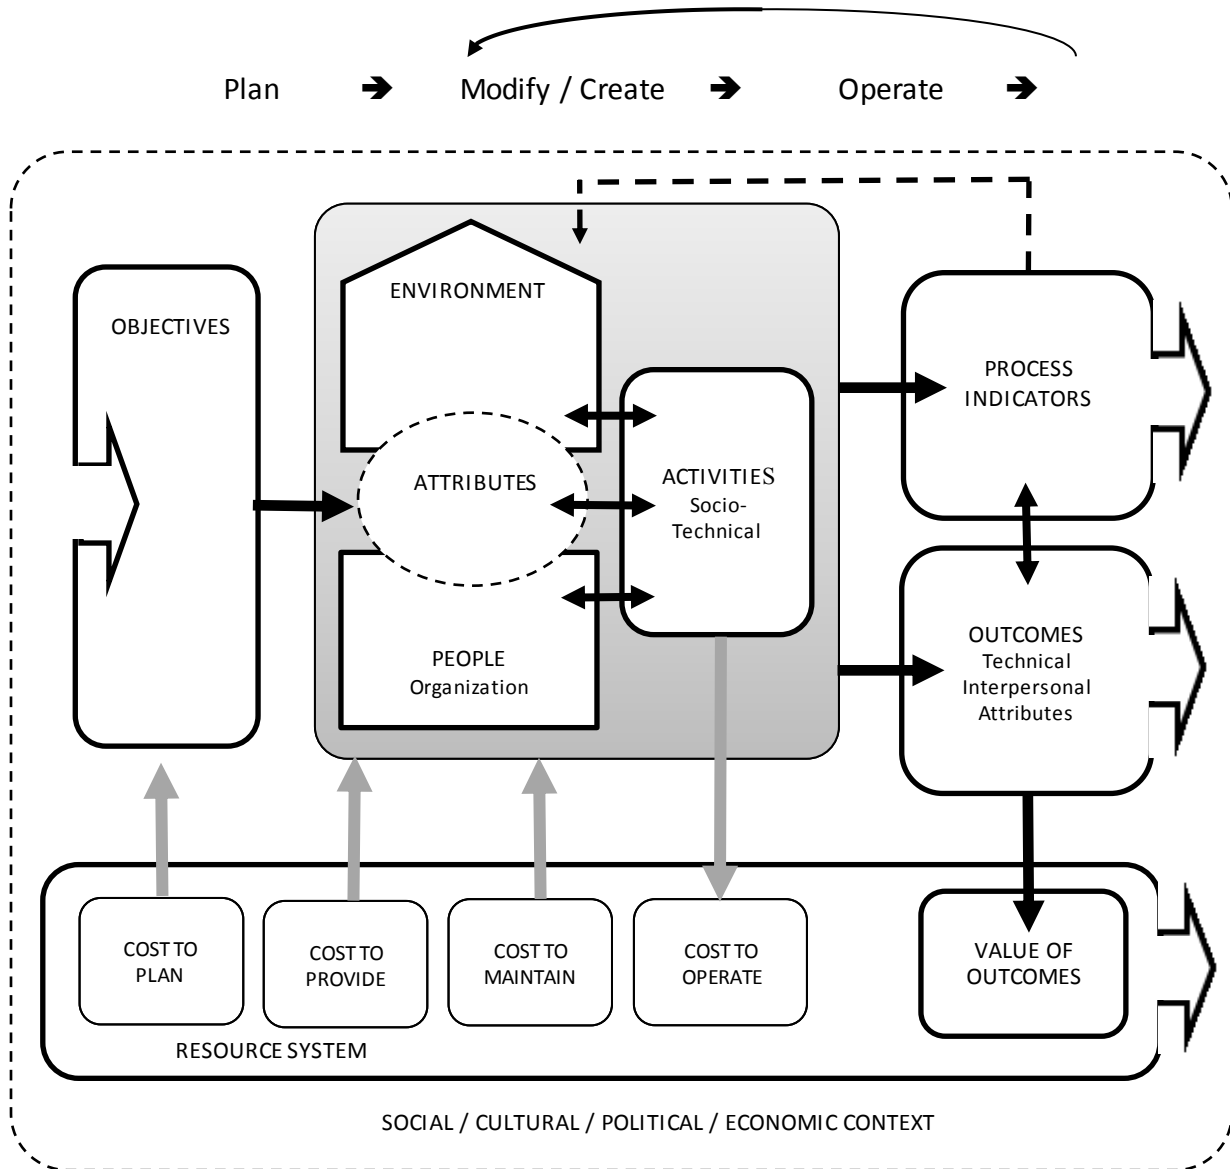 Plan
Modify / Create
Operate
OBJECTIVES
ENVIRONMENT
ATTRIBUTES
PEOPLE
Organization
ACTIVITIES
Socio-
Technical
PROCESS
INDICATORS
OUTCOMES
Technical
Interpersonal
Attributes
COST TO
PLAN
COST TO
PROVIDE
COST TO
MAINTAIN
COST TO
OPERATE
VALUE OF
OUTCOMES
RESOURCE SYSTEM
SOCIAL / CULTURAL / POLITICAL / ECONOMIC CONTEXT